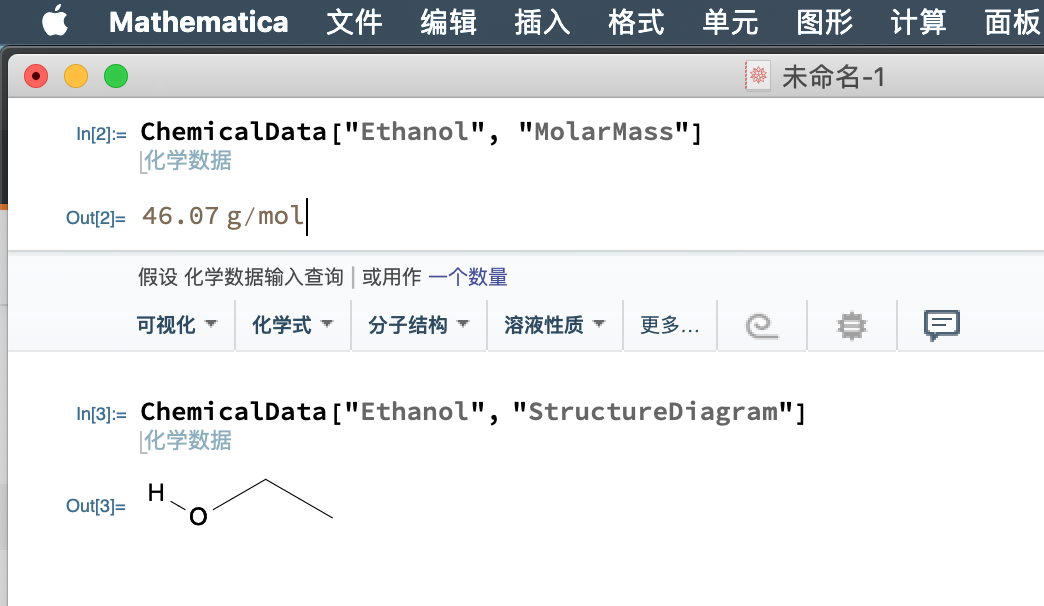 Mathematica 文件 编辑 插入 格式 单元 图形 计算 面板
未命名-1
In[2]:= ChemicalData["Ethanol", "MolarMass"]
化学数据
Out[2]= 46.07 g/mol
假设 化学数据输入查询 | 或用作 一个数量
可视化 化学式 分子结构 溶液性质 更多...
In[3]:= ChemicalData["Ethanol", "StructureDiagram"]
化学数据
Out[3]= H
O